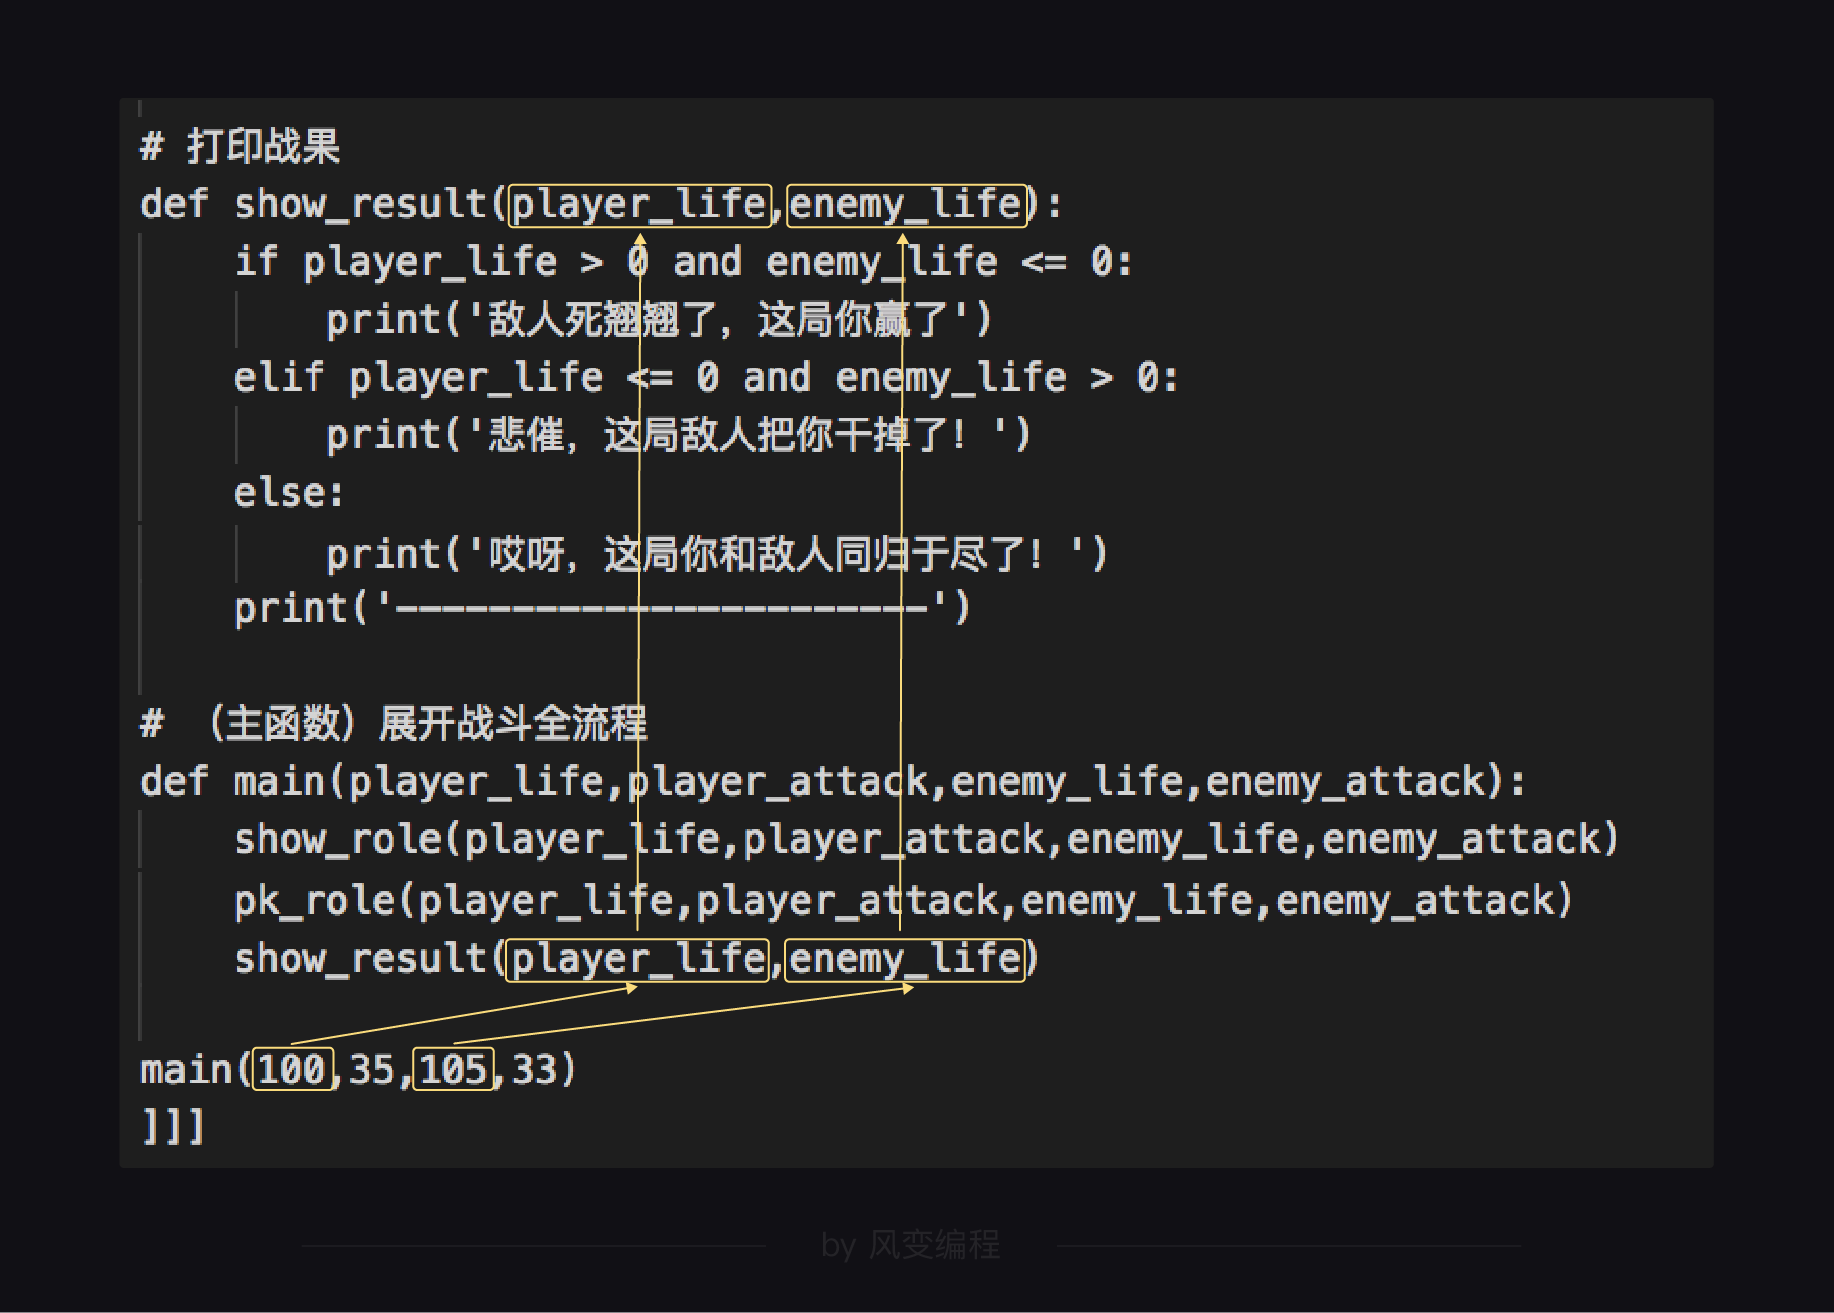 # 打印战果
def show_result(player_life,enemy_life):
    if player_life > 0 and enemy_life <= 0:
        print('敌人死翘翘了，这局你赢了')
    elif player_life <= 0 and enemy_life > 0:
        print('悲催，这局敌人把你干掉了！')
    else:
        print('哎呀，这局你和敌人同归于尽了！')
    print('-----------------------')
# （主函数）展开战斗全流程
def main(player_life,player_attack,enemy_life,enemy_attack):
    show_role(player_life,player_attack,enemy_life,enemy_attack)
    pk_role(player_life,player_attack,enemy_life,enemy_attack)
    show_result(player_life,enemy_life)
main(100,35,105,33)
]]]
by 风变编程